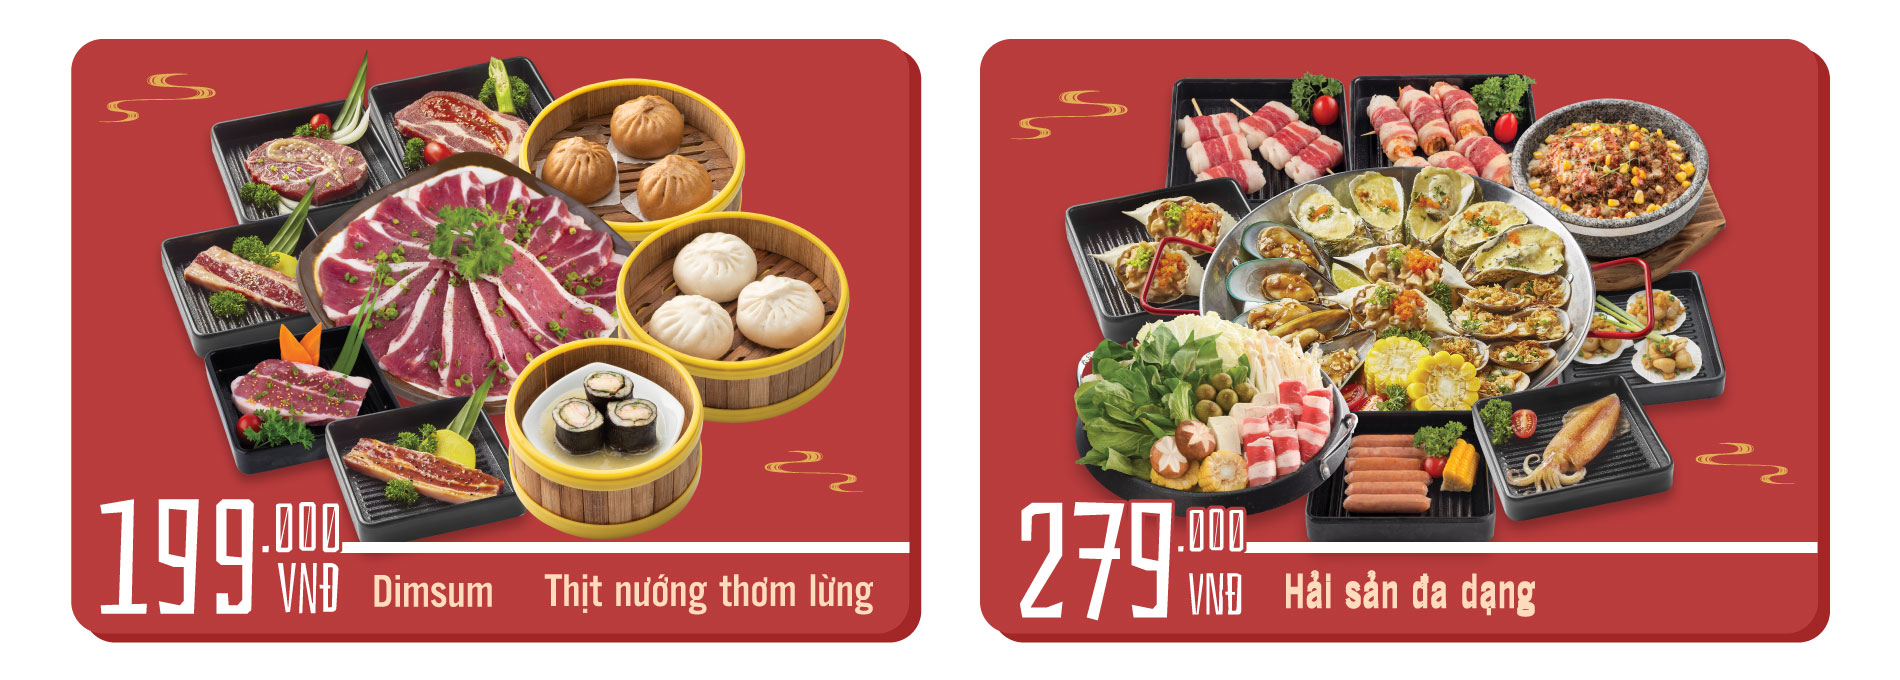 199.000
VNĐ
Dimsum
Thịt nướng thơm lừng
279.000
VNĐ
Hải sản đa dạng